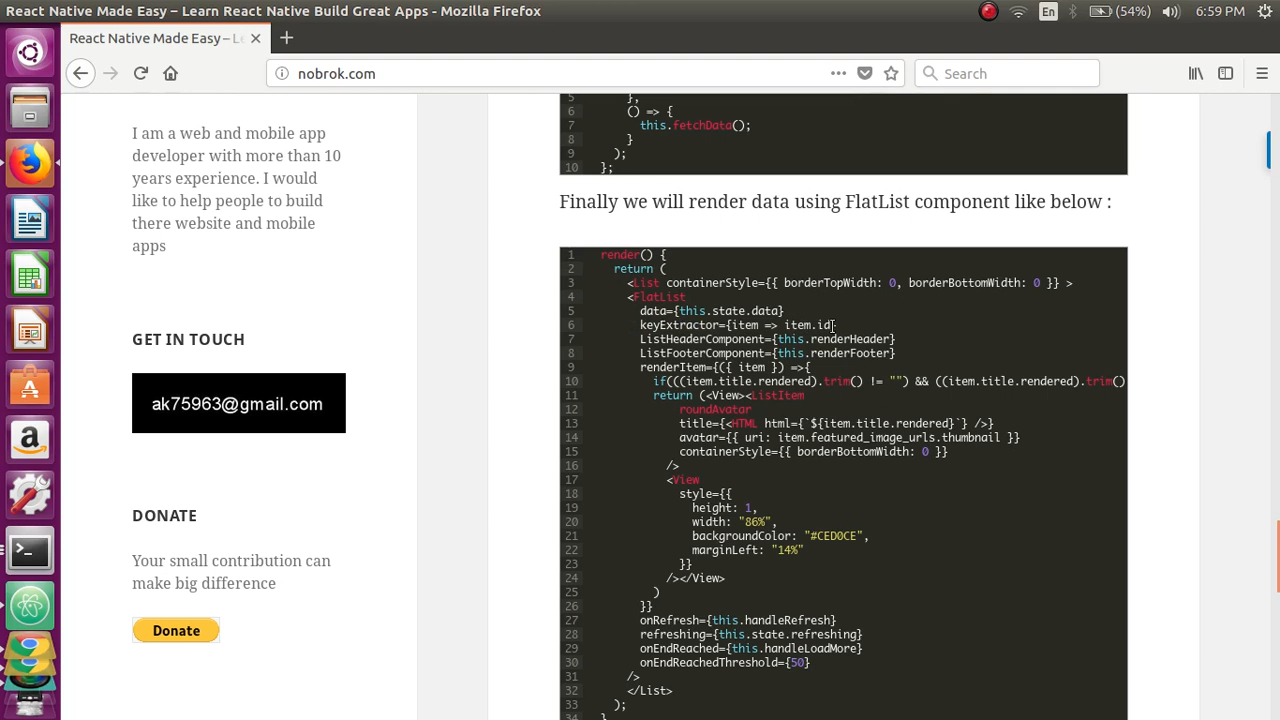 React Native Made Easy – Learn React Native Build Great Apps - Mozilla Firefox
En
(54%)
6:59 PM
React Native Made Easy – Le
nobrok.com
Search
I am a web and mobile app
developer with more than 10
years experience. I would
like to help people to build
there website and mobile
apps
GET IN TOUCH
ak75963@gmail.com
DONATE
Your small contribution can
make big difference
Donate
5 },
6 () => {
7 this.fetchData();
8 }
9 );
10 };
Finally we will render data using FlatList component like below :
1 render() {
2 return (
3 <List containerStyle={{ borderTopWidth: 0, borderBottomWidth: 0 }} >
4 <FlatList
5 data={this.state.data}
6 keyExtractor={item => item.id}
7 ListHeaderComponent={this.renderHeader}
8 ListFooterComponent={this.renderFooter}
9 renderItem={({ item }) =>{
10 if(((item.title.rendered).trim() != "") && ((item.title.rendered).trim()
11 return (<View><ListItem
12 roundAvatar
13 title={<HTML html={`${item.title.rendered}`} />}
14 avatar={{ uri: item.featured_image_urls.thumbnail }}
15 containerStyle={{ borderBottomWidth: 0 }}
16 />
17 <View
18 style={{
19 height: 1,
20 width: "86%",
21 backgroundColor: "#CED0CE",
22 marginLeft: "14%"
23 }}
24 /></View>
25 )
26 }}
27 onRefresh={this.handleRefresh}
28 refreshing={this.state.refreshing}
29 onEndReached={this.handleLoadMore}
30 onEndReachedThreshold={50}
31 />
32 </List>
33 );
34 }